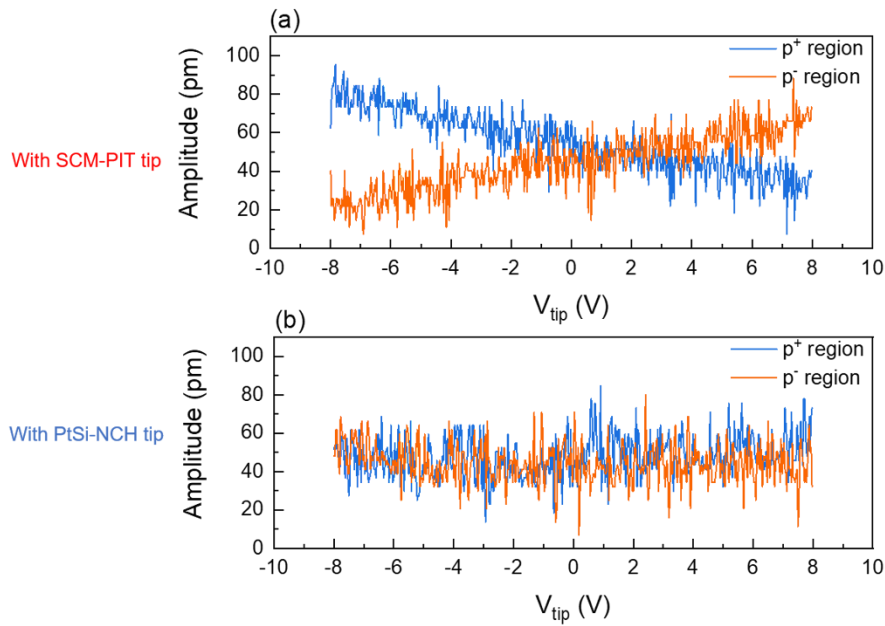 (a)
p⁺ region
p⁻ region
100
80
60
40
20
0
Amplitude (pm)
With SCM-PIT tip
-10 -8 -6 -4 -2 0 2 4 6 8 10
V_tip (V)
(b)
p⁺ region
p⁻ region
100
80
60
40
20
0
Amplitude (pm)
With PtSi-NCH tip
-10 -8 -6 -4 -2 0 2 4 6 8 10
V_tip (V)